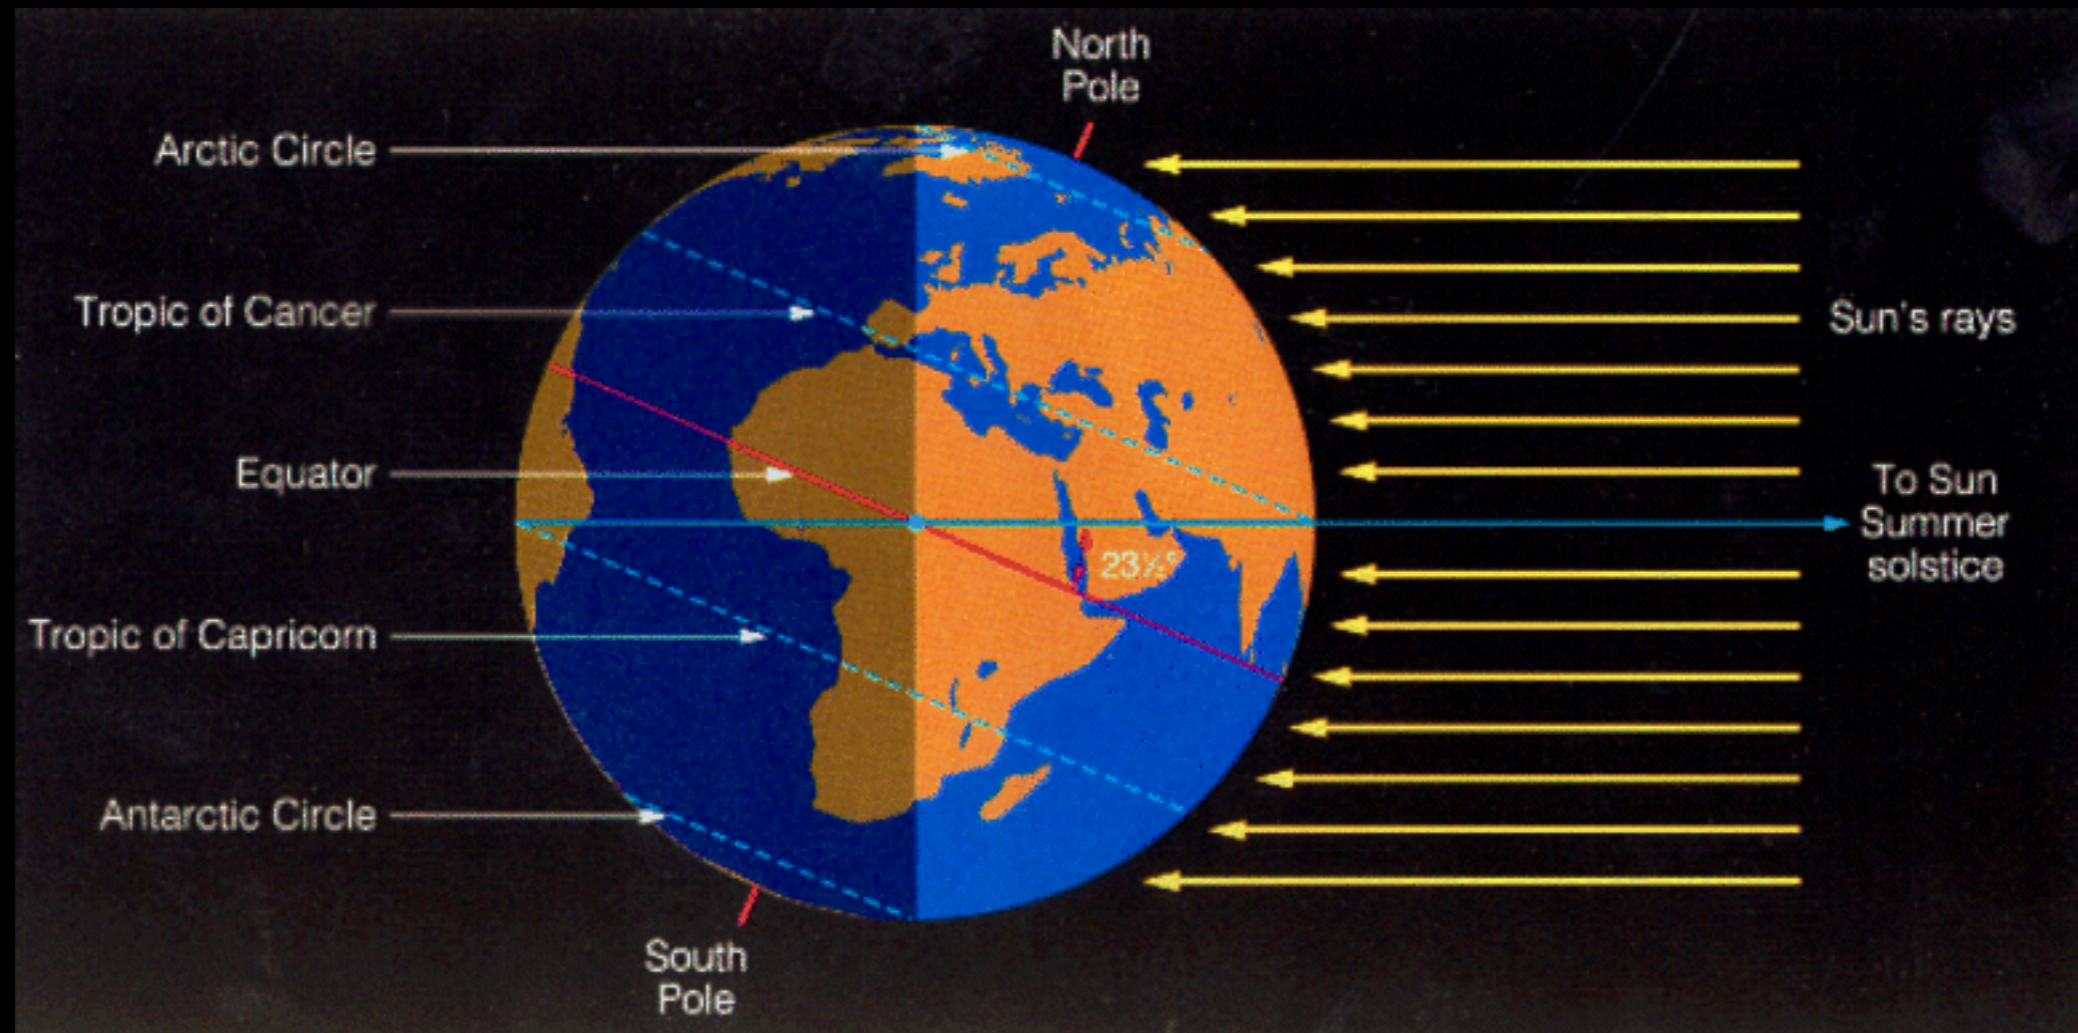 North
Pole
Arctic Circle
Tropic of Cancer
Sun's rays
Equator
To Sun
Summer
solstice
23½°
Tropic of Capricorn
Antarctic Circle
South
Pole